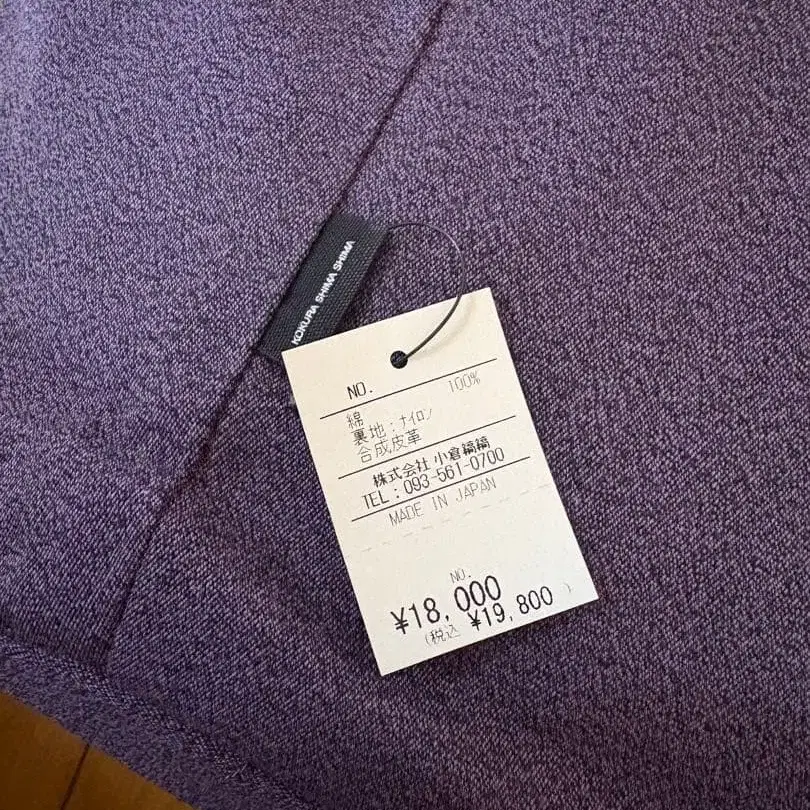 KOKURA SHIMA SHIMA
NO.
綿 100%
裏地:ナイロン
合成皮革
株式会社 小倉縞縞
TEL:093-561-0700
MADE IN JAPAN
NO.
¥18,000
(税込 ¥19,800 )